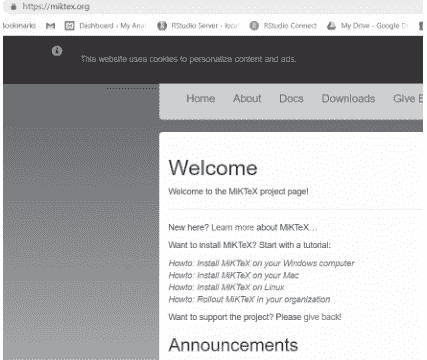 https://miktex.org
Bookmarks Dashboard - My Ana RStudio Server - local RStudio Connect My Drive - Google D
This website uses cookies to personalize content and ads.
Home About Docs Downloads Give
Welcome
Welcome to the MiKTeX project page!
New here? Learn more about MiKTeX…
Want to install MiKTeX? Start with a tutorial:
Howto: Install MiKTeX on your Windows computer
Howto: Install MiKTeX on your Mac
Howto: Install MiKTeX on Linux
Howto: Rollout MiKTeX in your organization
Want to support the project? Please give back!
Announcements